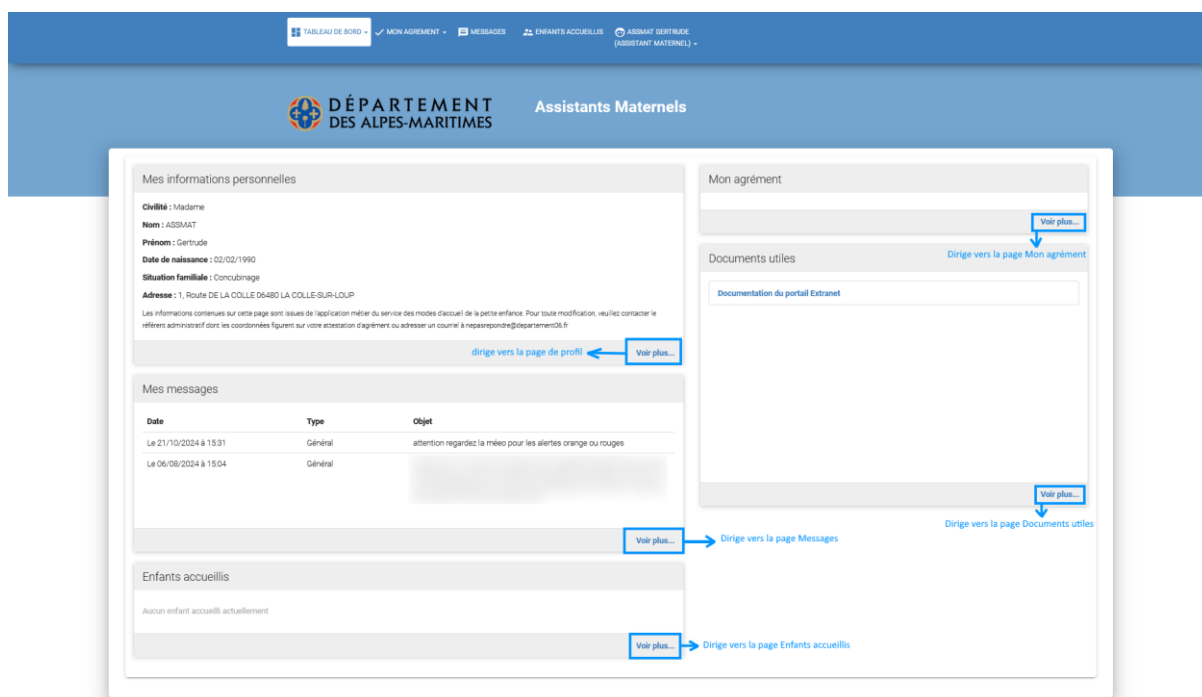 TABLEAU DE BORD
MON AGREMENT
MESSAGES
ENFANTS ACCUEILLIS
ASSMAT GERTRUDE
(ASSISTANT MATERNEL)
DÉPARTEMENT
DES ALPES-MARITIMES
Assistants Maternels
Mes informations personnelles
Civilité : Madame
Nom : ASSMAT
Prénom : Gertrude
Date de naissance : 02/02/1990
Situation familiale : Concubinage
Adresse : 1, Route DE LA COLLE 06480 LA COLLE-SUR-LOUP
Les informations contenues sur cette page sont issues de l'application métier du service des modes d'accueil de la petite enfance. Pour toute modification, veuillez contacter le
référent administratif dont les coordonnées figurent sur votre attestation d'agrément ou adresser un courriel à nepasrepondre@departement06.fr
dirige vers la page de profil
Voir plus...
Mes messages
Date Type Objet
Le 21/10/2024 à 15:31 Général attention regardez la méeo pour les alertes orange ou rouges
Le 06/08/2024 à 15:04 Général
Voir plus...
Dirige vers la page Messages
Enfants accueillis
Aucun enfant accueilli actuellement
Voir plus...
Dirige vers la page Enfants accueillis
Mon agrément
Voir plus...
Dirige vers la page Mon agrément
Documents utiles
Documentation du portail Extranet
Voir plus...
Dirige vers la page Documents utiles